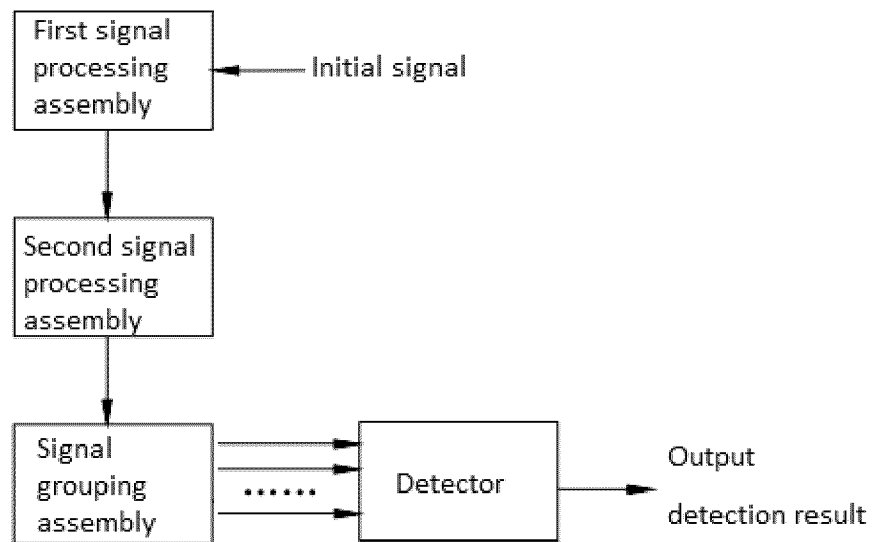 First signal
processing
assembly
Initial signal
Second signal
processing
assembly
Signal
grouping
assembly
......
Detector
Output
detection result